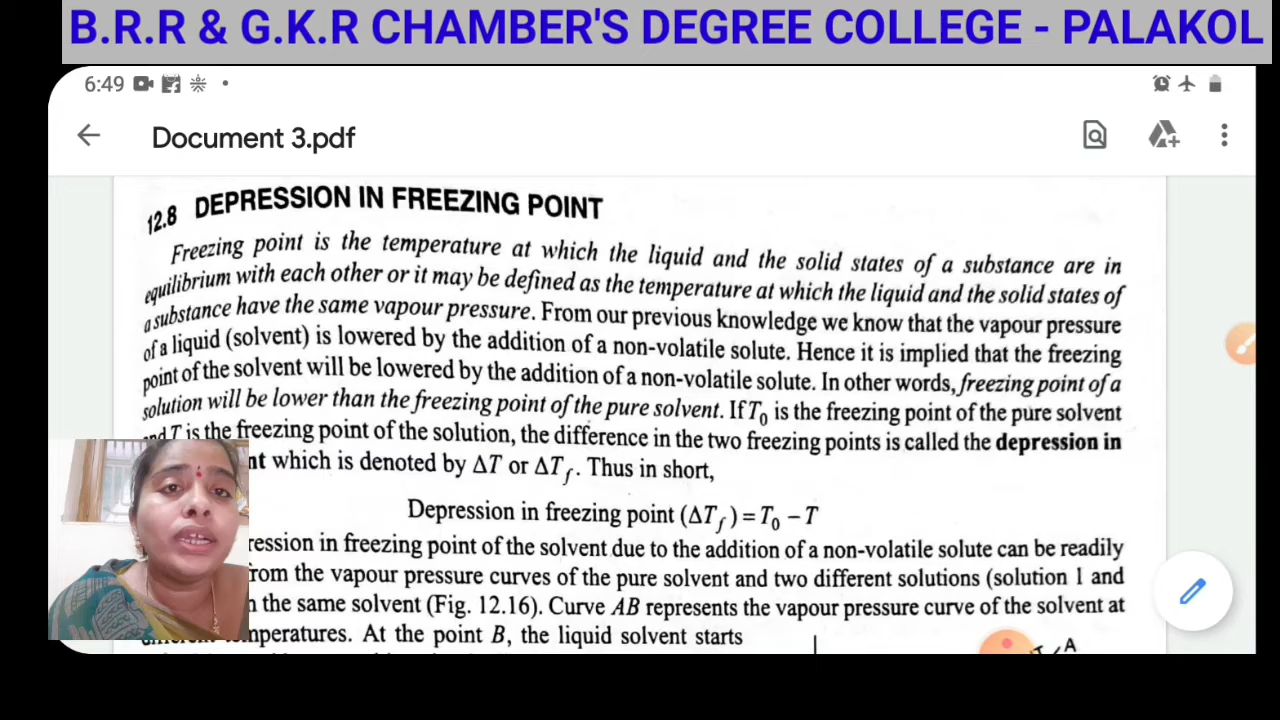 B.R.R & G.K.R CHAMBER'S DEGREE COLLEGE - PALAKOL
6:49
Document 3.pdf
12.8 DEPRESSION IN FREEZING POINT
Freezing point is the temperature at which the liquid and the solid states of a substance are in
equilibrium with each other or it may be defined as the temperature at which the liquid and the solid states of
a substance have the same vapour pressure. From our previous knowledge we know that the vapour pressure
of a liquid (solvent) is lowered by the addition of a non-volatile solute. Hence it is implied that the freezing
point of the solvent will be lowered by the addition of a non-volatile solute. In other words, freezing point of a
solution will be lower than the freezing point of the pure solvent. If T₀ is the freezing point of the pure solvent
T is the freezing point of the solution, the difference in the two freezing points is called the depression in
which is denoted by ΔT or ΔT_f. Thus in short,
Depression in freezing point (ΔT_f) = T₀ – T
ression in freezing point of the solvent due to the addition of a non-volatile solute can be readily
from the vapour pressure curves of the pure solvent and two different solutions (solution 1 and
the same solvent (Fig. 12.16). Curve AB represents the vapour pressure curve of the solvent at
different temperatures. At the point B, the liquid solvent starts
A